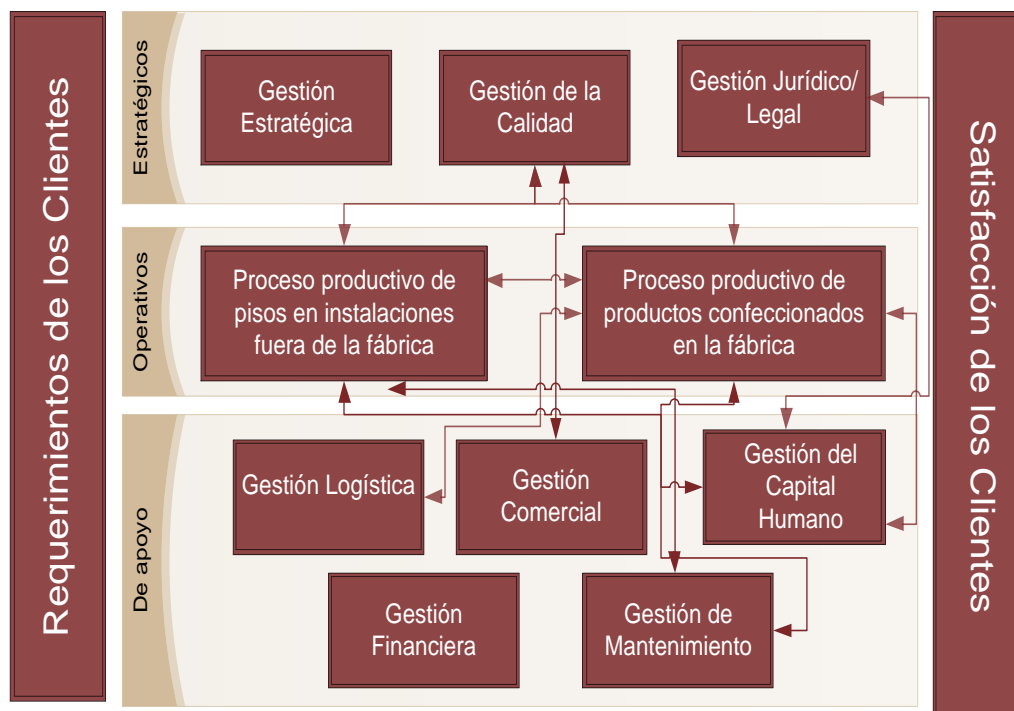 Requerimientos de los Clientes
Estratégicos
Gestión
Estratégica
Gestión de la
Calidad
Gestión Jurídico/
Legal
Operativos
Proceso productivo de
pisos en instalaciones
fuera de la fábrica
Proceso productivo de
productos confeccionados
en la fábrica
De apoyo
Gestión Logística
Gestión
Comercial
Gestión del
Capital
Humano
Gestión
Financiera
Gestión de
Mantenimiento
Satisfacción de los Clientes